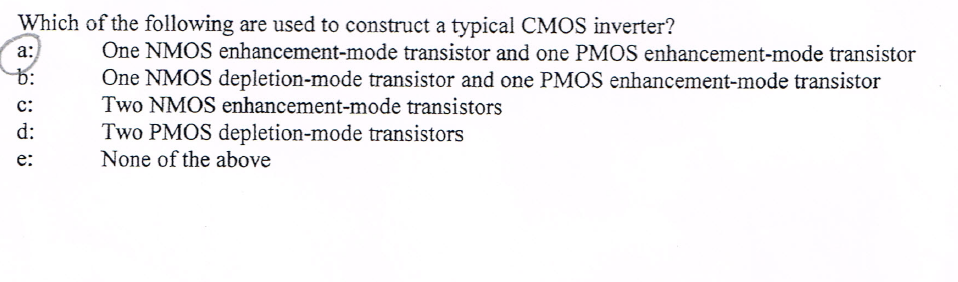 Which of the following are used to construct a typical CMOS inverter?
a: One NMOS enhancement-mode transistor and one PMOS enhancement-mode transistor
b: One NMOS depletion-mode transistor and one PMOS enhancement-mode transistor
c: Two NMOS enhancement-mode transistors
d: Two PMOS depletion-mode transistors
e: None of the above